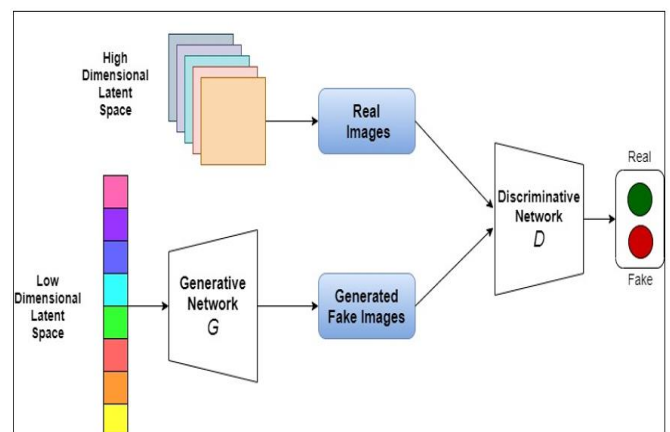 High
Dimensional
Latent
Space
Real
Images
Real
Discriminative
Network
D
Fake
Low
Dimensional
Latent
Space
Generative
Network
G
Generated
Fake Images